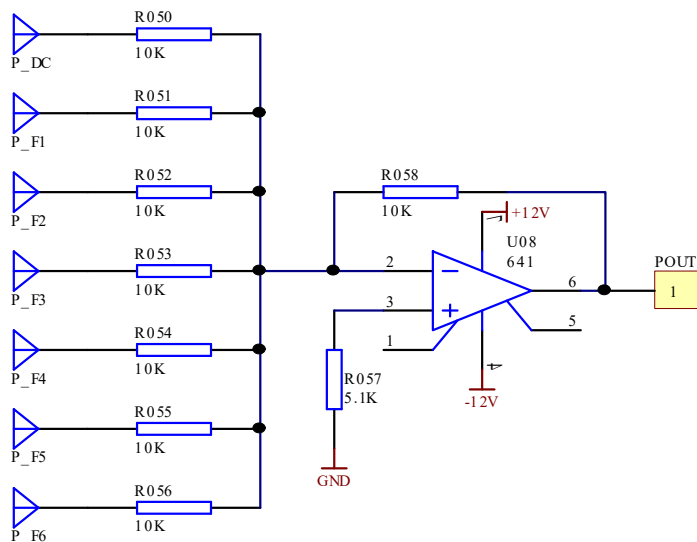 R050
10K
P_DC
R051
10K
P_F1
R052
10K
P_F2
R053
10K
P_F3
R054
10K
P_F4
R055
10K
P_F5
R056
10K
P_F6
R058
10K
+12V
U08
641
2
3
1
6
5
7
4
R057
5.1K
GND
-12V
POUT
1